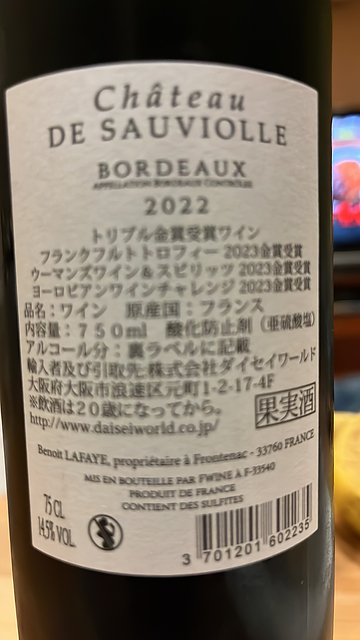 Château
DE SAUVIOLLE
BORDEAUX
APPELLATION BORDEAUX CONTRÔLÉE
2022
トリプル金賞受賞ワイン
フランクフルトトロフィー 2023金賞受賞
ウーマンズワイン&スピリッツ 2023金賞受賞
ヨーロピアンワインチャレンジ 2023金賞受賞
品名:ワイン 原産国:フランス
内容量:750ml 酸化防止剤(亜硫酸塩)
アルコール分:裏ラベルに記載
輸入者及び引取先:株式会社ダイセイワールド
大阪府大阪市浪速区元町1-2-17-4F
※飲酒は20歳になってから。
http://www.daiseiworld.co.jp/
果実酒
Benoit LAFAYE, propriétaire à Frontenac - 33760 FRANCE
MIS EN BOUTEILLE PAR FWINE À F-33540
PRODUIT DE FRANCE
CONTIENT DES SULFITES
75 CL
14,5% VOL.
3 701201 602235